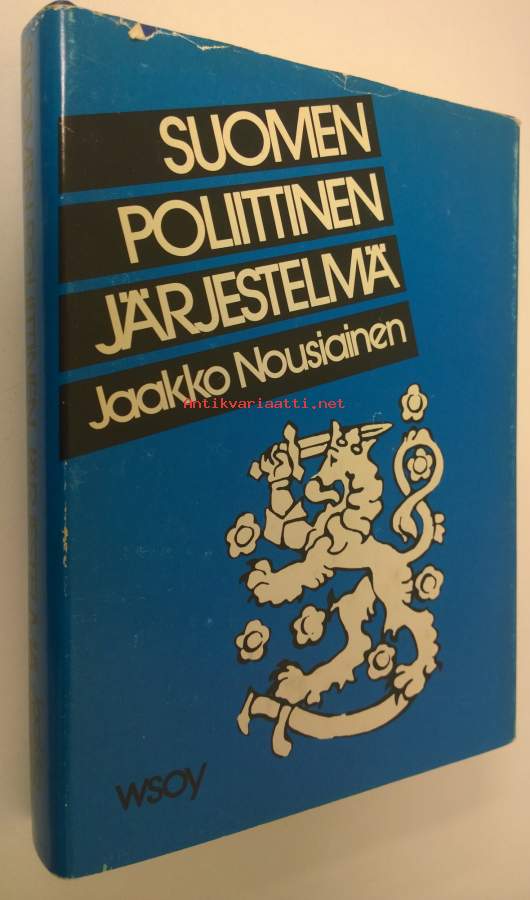 SUOMEN
POLIITTINEN
JÄRJESTELMÄ
Jaakko Nousiainen
Antikvariaatti.net
wsoy